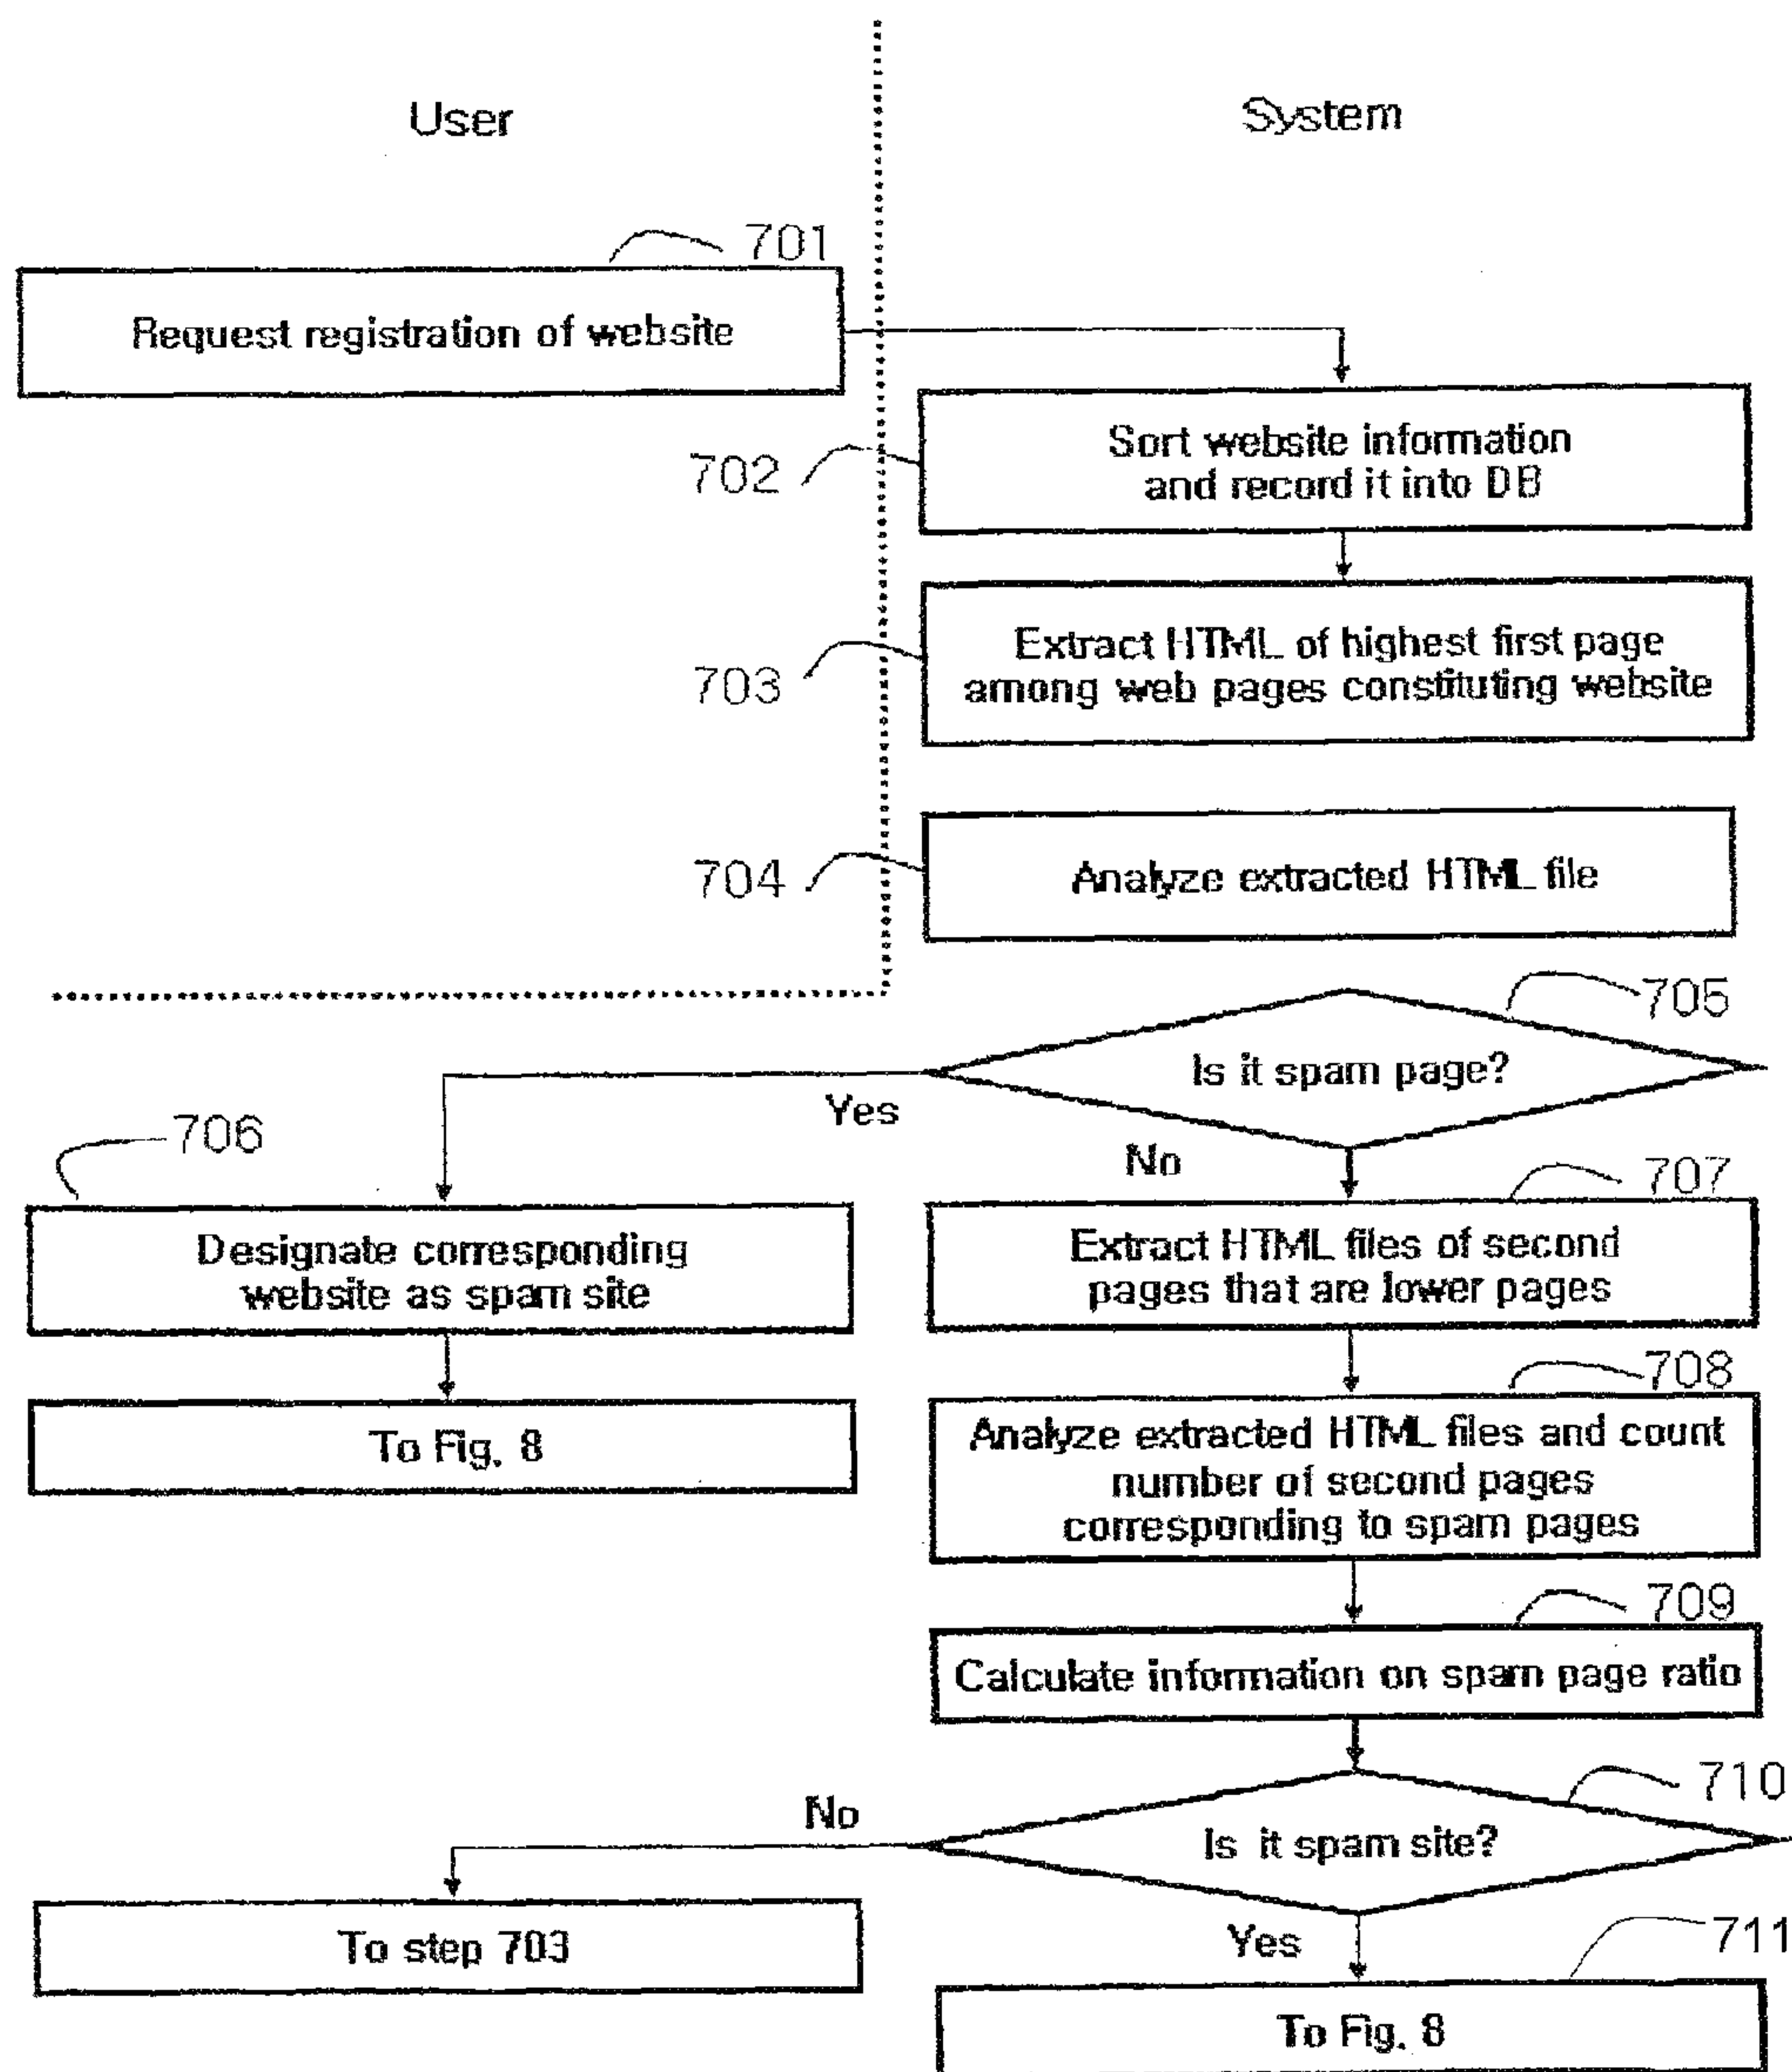 User
System
701
Request registration of website
702
Sort website information
and record it into DB
703
Extract HTML of highest first page
among web pages constituting website
704
Analyze extracted HTML file
705
Is it spam page?
Yes
No
706
Designate corresponding
website as spam site
To Fig. 8
707
Extract HTML files of second
pages that are lower pages
708
Analyze extracted HTML files and count
number of second pages
corresponding to spam pages
709
Calculate information on spam page ratio
710
Is it spam site?
No
To step 703
Yes
711
To Fig. 8